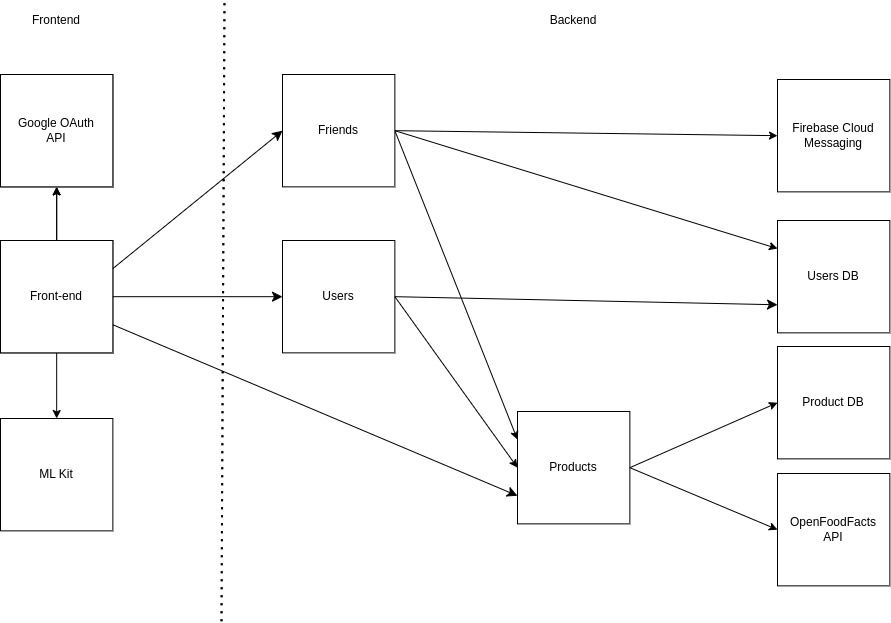 Frontend
Backend
Google OAuth
API
Friends
Firebase Cloud
Messaging
Front-end
Users
Users DB
Product DB
ML Kit
Products
OpenFoodFacts
API